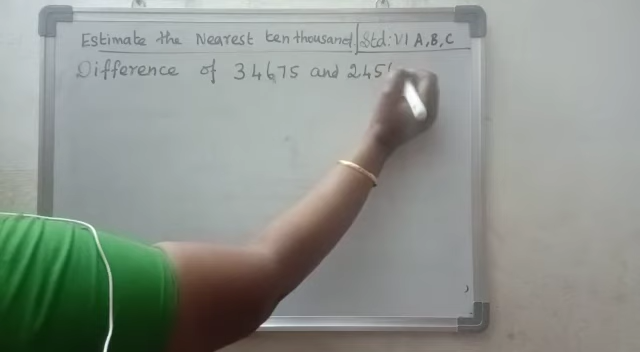 Estimate the Nearest ten thousand Std: VI A, B, C
Difference of 34675 and 245